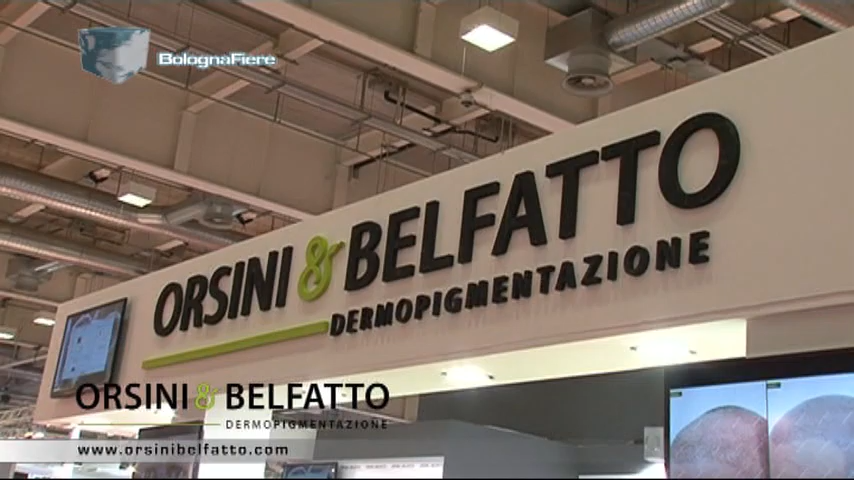 BolognaFiere
ORSINI & BELFATTO
DERMOPIGMENTAZIONE
ORSINI & BELFATTO
DERMOPIGMENTAZIONE
www.orsinibelfatto.com